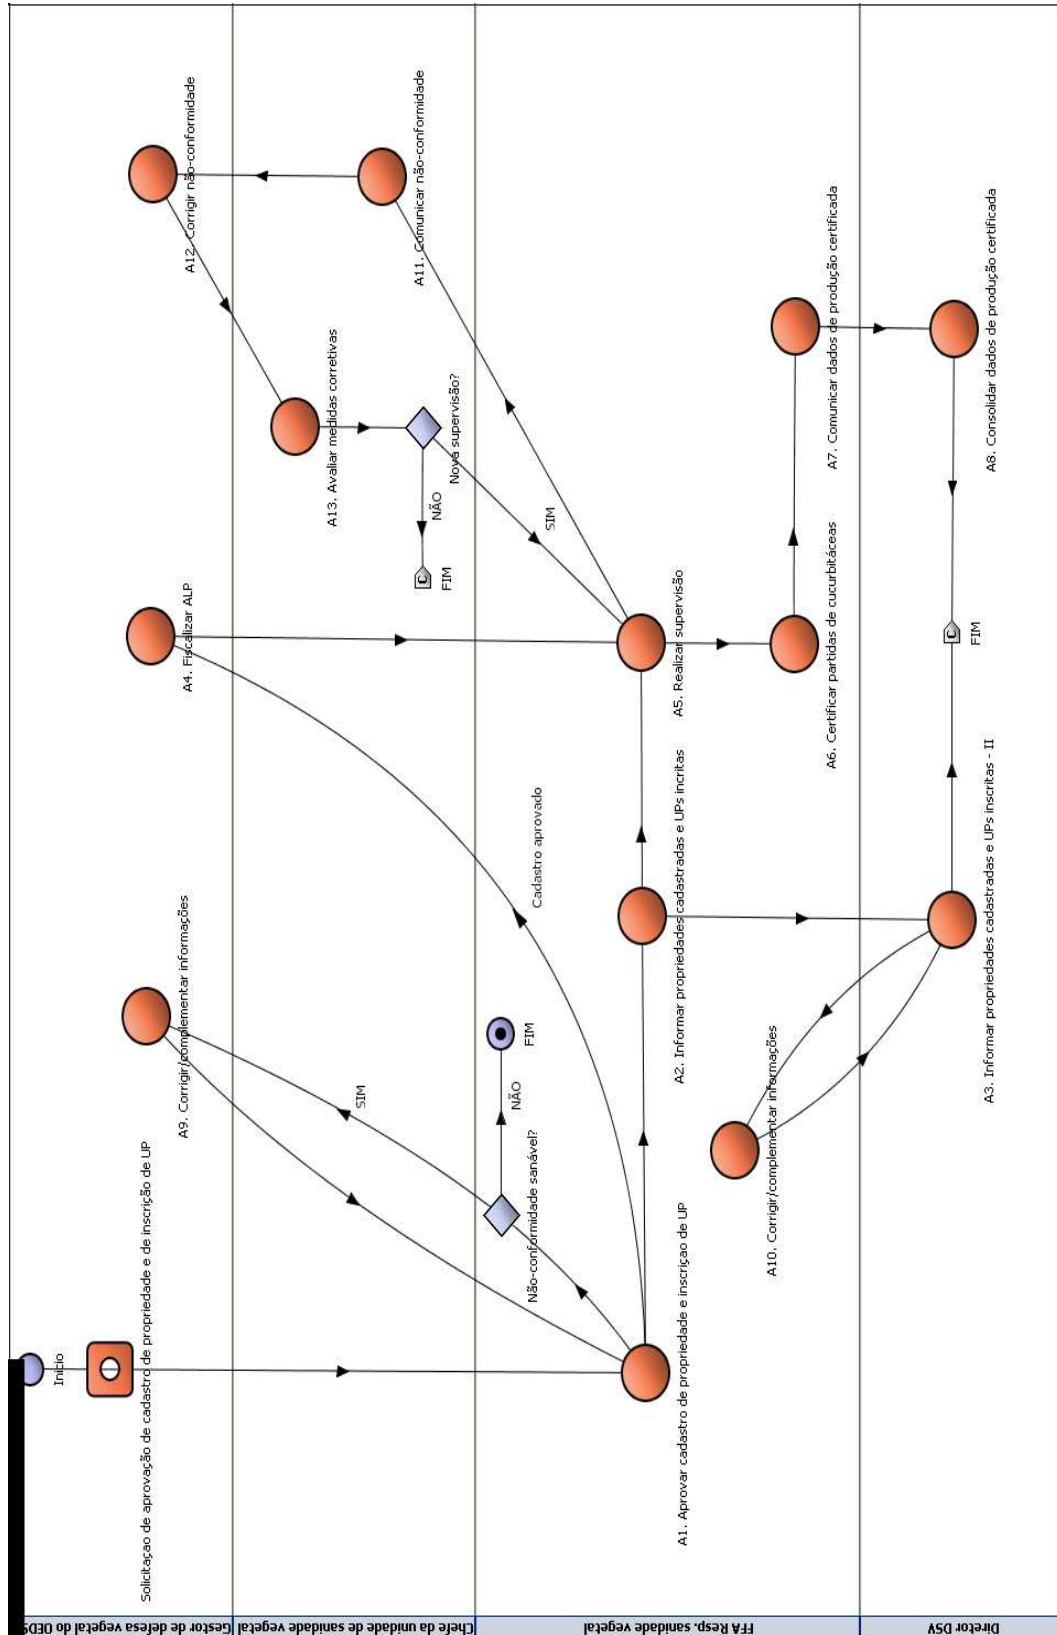 Gestor de defesa vegetal do OEDS
Chefe da unidade de sanidade vegetal
FFA Resp. sanidade vegetal
Diretor DSV
Inicio
Solicitaçao de aprovação de cadastro de propriedade e de inscrição de UP
A1. Aprovar cadastro de propriedade e inscriçao de UP
Não-conformidade sanável?
SIM
NÃO
FIM
A9. Corrigir/complementar informações
Cadastro aprovado
A2. Informar propriedades cadastradas e UPs incritas
A10. Corrigir/complementar informações
A3. Informar propriedades cadastradas e UPs inscritas - II
FIM
A4. Fiscalizar ALP
A5. Realizar supervisão
A6. Certificar partidas de cucurbitáceas
A7. Comunicar dados de produção certificada
A8. Consolidar dados de produção certificada
A11. Comunicar não-conformidade
A12. Corrigir não-conformidade
A13. Avaliar medidas corretivas
Nova supervisão?
SIM
NÃO
C
FIM
C